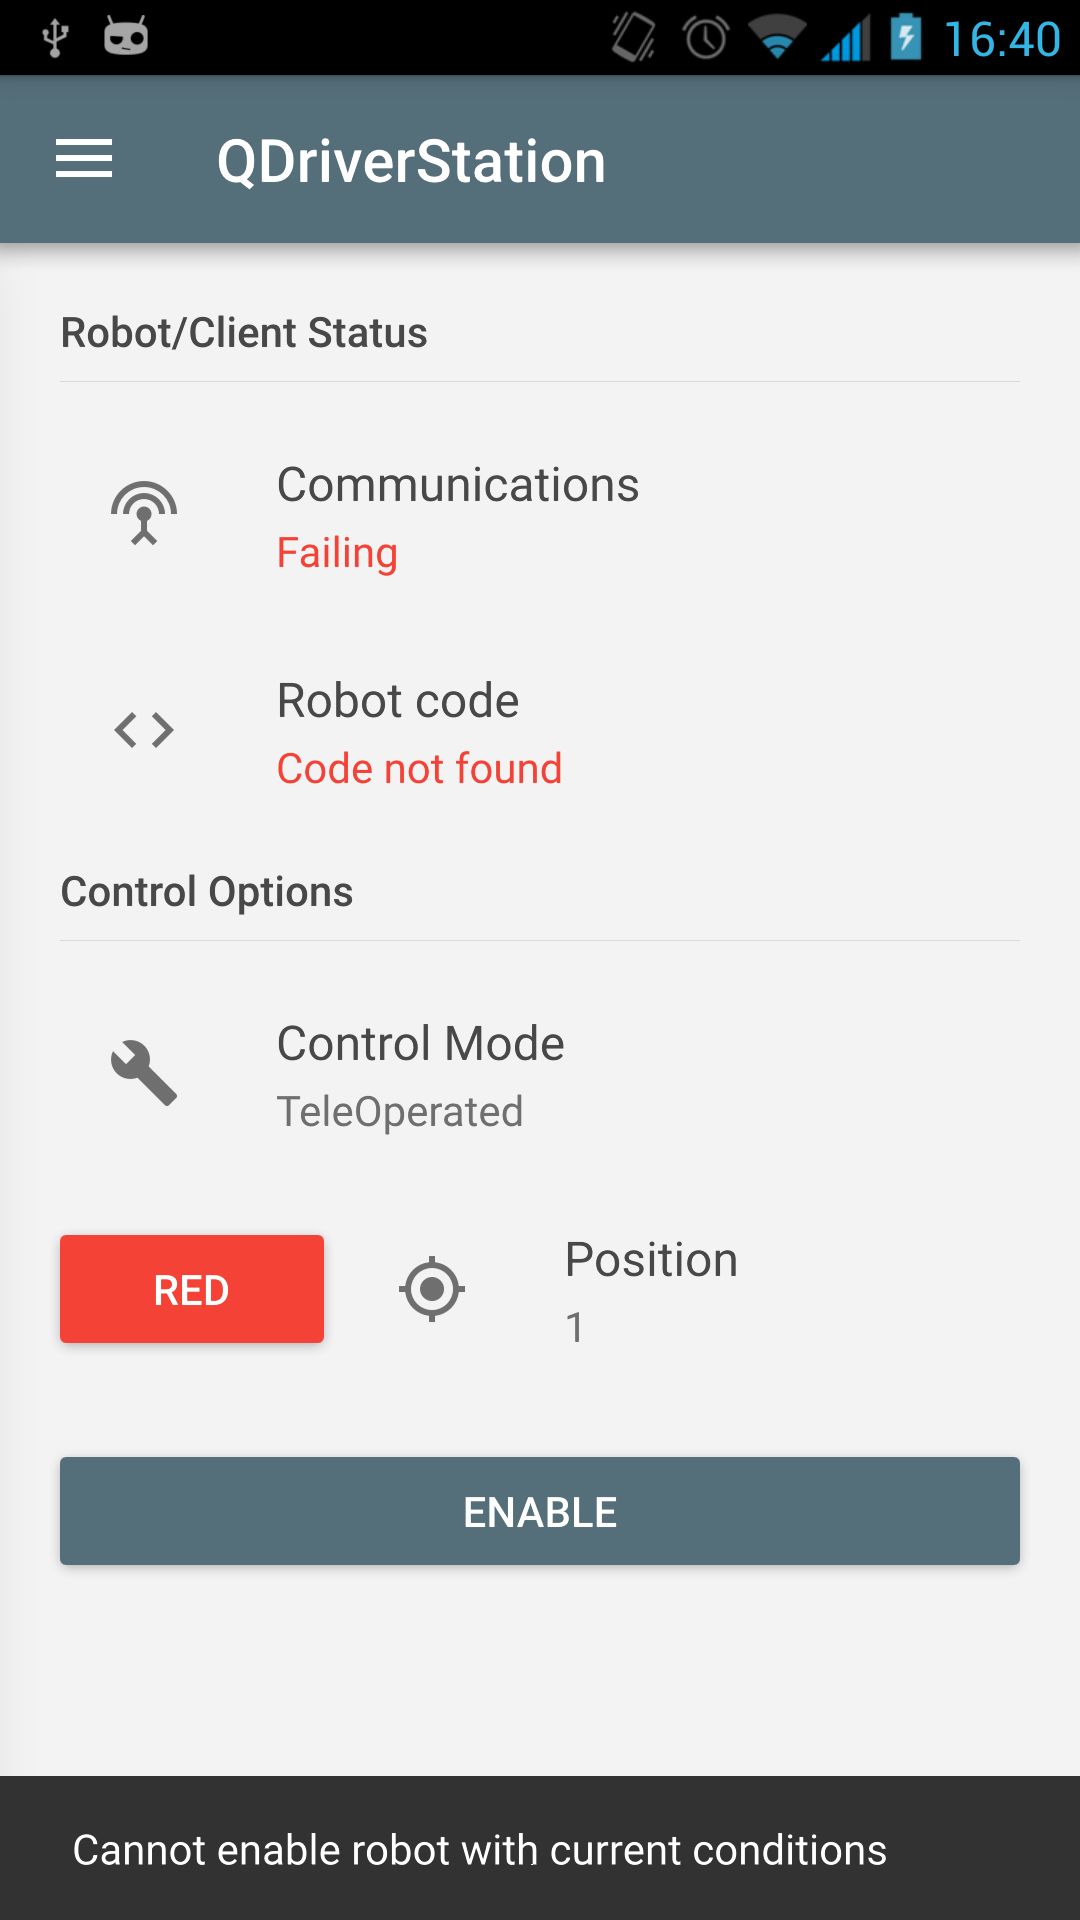 16:40
QDriverStation
Robot/Client Status
Communications
Failing
Robot code
Code not found
Control Options
Control Mode
TeleOperated
RED
Position
1
ENABLE
Cannot enable robot with current conditions